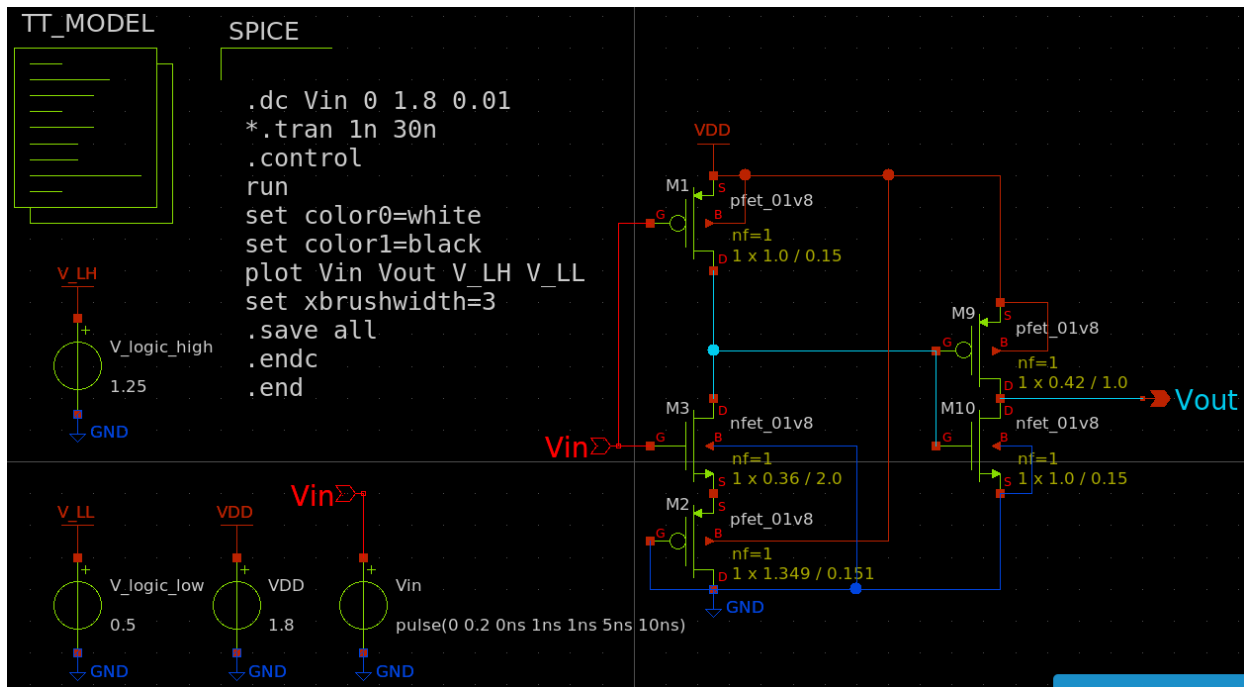 TT_MODEL
SPICE
.dc Vin 0 1.8 0.01
*.tran 1n 30n
.control
run
set color0=white
set color1=black
plot Vin Vout V_LH V_LL
set xbrushwidth=3
.save all
.endc
.end
V_LH
+
V_logic_high
1.25
GND
V_LL
+
V_logic_low
0.5
GND
VDD
+
VDD
1.8
GND
Vin
+
Vin
pulse(0 0.2 0ns 1ns 1ns 5ns 10ns)
GND
VDD
M1
S
pfet_01v8
G
B
nf=1
D
1 x 1.0 / 0.15
Vin
M3
D
nfet_01v8
G
B
nf=1
S
1 x 0.36 / 2.0
M2
S
pfet_01v8
G
B
nf=1
D
1 x 1.349 / 0.151
GND
M9
S
pfet_01v8
G
B
nf=1
D
1 x 0.42 / 1.0
Vout
M10
D
nfet_01v8
G
B
nf=1
S
1 x 1.0 / 0.15